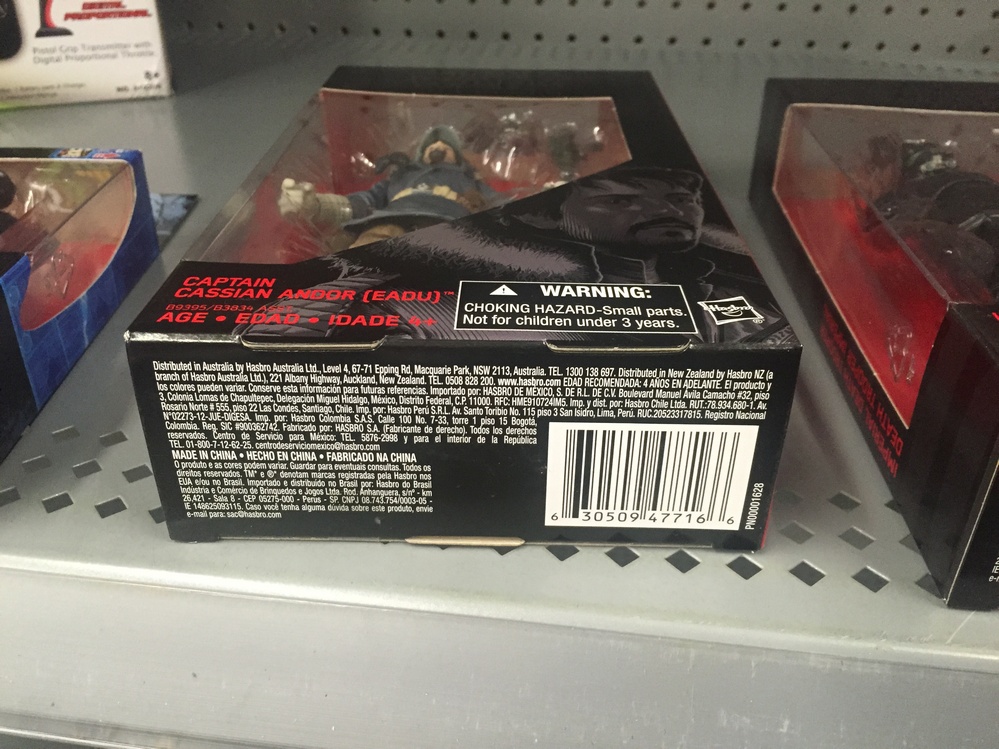 DIGITAL
PROPORTIONAL
Pistol Grip Transmitter with
Digital Proportional Throttle
CAPTAIN
CASSIAN ANDOR (EADU)™
B9395/B3834
AGE • EDAD • IDADE 4+
WARNING:
CHOKING HAZARD-Small parts.
Not for children under 3 years.
Hasbro
Distributed in Australia by Hasbro Australia Ltd., Level 4, 67-71 Epping Rd, Macquarie Park, NSW 2113, Australia. TEL. 1300 138 697. Distributed in New Zealand by Hasbro NZ (a
branch of Hasbro Australia Ltd.), 221 Albany Highway, Auckland, New Zealand. TEL. 0508 828 200. www.hasbro.com EDAD RECOMENDADA: 4 AÑOS EN ADELANTE. El producto y
los colores pueden variar. Conserve esta información para futuras referencias. Importado por: HASBRO DE MÉXICO, S. DE R.L. DE C.V. Boulevard Manuel Ávila Camacho #32, piso
3, Colonia Lomas de Chapultepec, Delegación Miguel Hidalgo, México, Distrito Federal, C.P. 11000. RFC: HME910724IM5. Imp. y dist. por: Hasbro Chile Ltda. RUT.:78.934.680-1. Av.
Rosario Norte # 555, piso 22 Las Condes, Santiago, Chile. Imp. por: Hasbro Perú S.R.L. Av. Santo Toribio No. 115 piso 3 San Isidro, Lima, Perú. RUC.20523317815. Registro Nacional
N°02273-12-JUE-DIGESA. Imp. por: Hasbro Colombia S.A.S. Calle 100 No. 7-33, torre 1 piso 15 Bogotá,
Colombia. Reg. SIC #900362742. Fabricado por: HASBRO S.A. (Fabricante de derecho). Todos los derechos
reservados. Centro de Servicio para México: TEL. 5876-2998 y para el interior de la República
TEL. 01-800-7-12-62-25. centrodeserviciomexico@hasbro.com
MADE IN CHINA • HECHO EN CHINA • FABRICADO NA CHINA
O produto e as cores podem variar. Guardar para eventuais consultas. Todos os
direitos reservados. TM* e ®* denotam marcas registradas pela Hasbro nos
EUA e/ou no Brasil. Importado e distribuído no Brasil por: Hasbro do Brasil
Indústria e Comércio de Brinquedos e Jogos Ltda. Rod. Anhanguera, s/nº - km
26,421 - Sala 8 - CEP 05275-000 - Perus - SP. CNPJ 08.743.754/0003-05 -
IE 148625093115. Caso você tenha alguma dúvida sobre este produto, envie
e-mail para: sac@hasbro.com
6 30509 47716 6
PN00001628